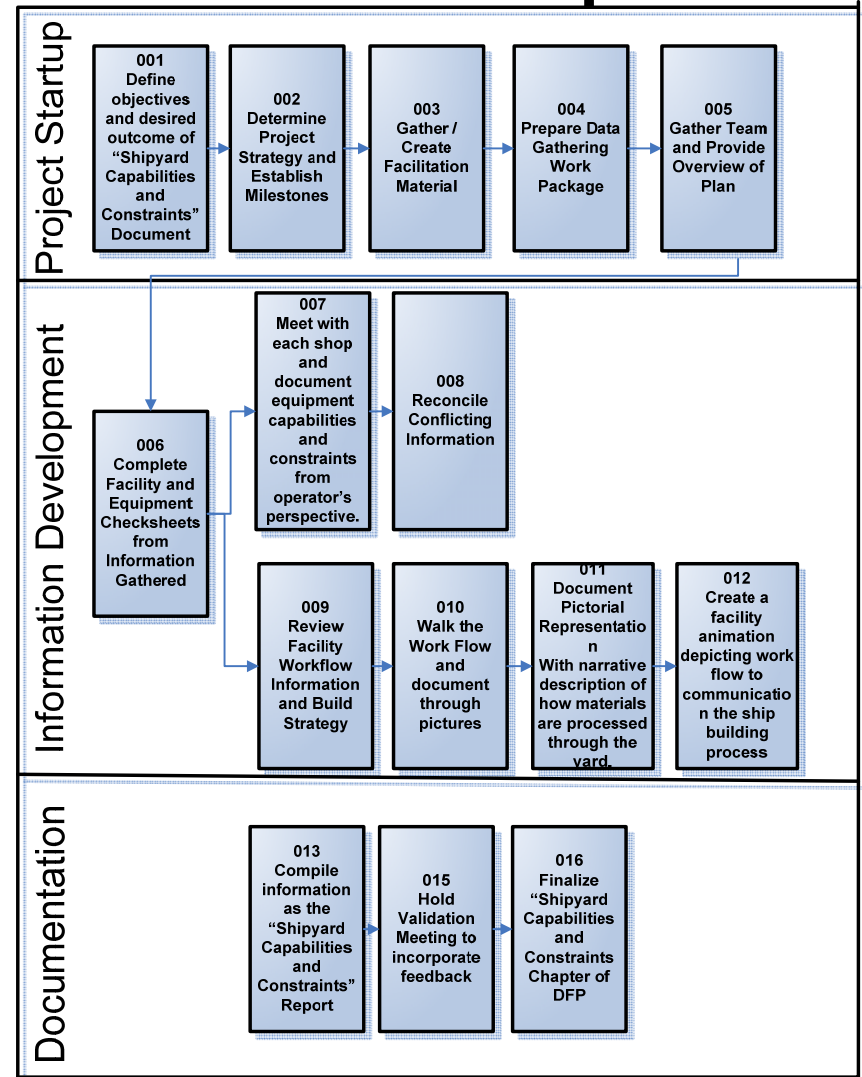 Project Startup
001
Define
objectives
and desired
outcome of
“Shipyard
Capabilities
and
Constraints”
Document
002
Determine
Project
Strategy and
Establish
Milestones
003
Gather /
Create
Facilitation
Material
004
Prepare Data
Gathering
Work
Package
005
Gather Team
and Provide
Overview of
Plan
Information Development
006
Complete
Facility and
Equipment
Checksheets
from
Information
Gathered
007
Meet with
each shop
and
document
equipment
capabilities
and
constraints
from
operator’s
perspective.
008
Reconcile
Conflicting
Information
009
Review
Facility
Workflow
Information
and Build
Strategy
010
Walk the
Work Flow
and
document
through
pictures
011
Document
Pictorial
Representatio
n
With narrative
description of
how materials
are processed
through the
yard.
012
Create a
facility
animation
depicting work
flow to
communicatio
n the ship
building
process
Documentation
013
Compile
information
as the
“Shipyard
Capabilities
and
Constraints”
Report
015
Hold
Validation
Meeting to
incorporate
feedback
016
Finalize
“Shipyard
Capabilities
and
Constraints
Chapter of
DFP